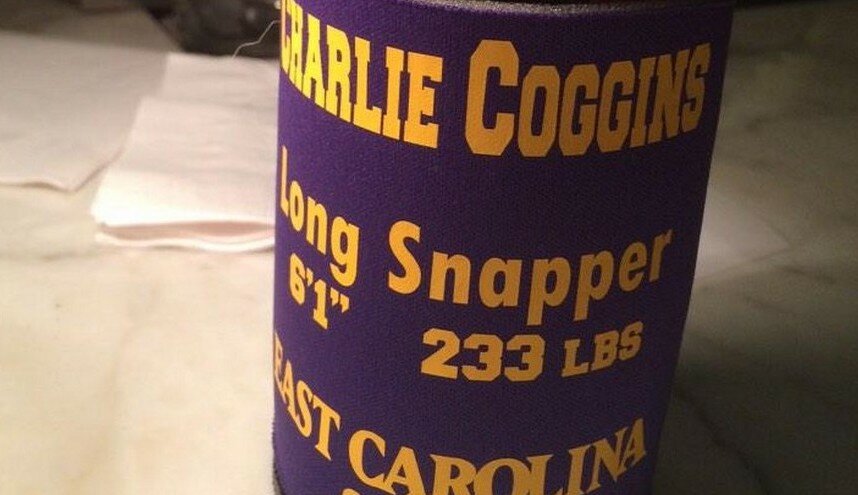 CHARLIE COGGINS
Long Snapper
6'1" 233 LBS
EAST CAROLINA